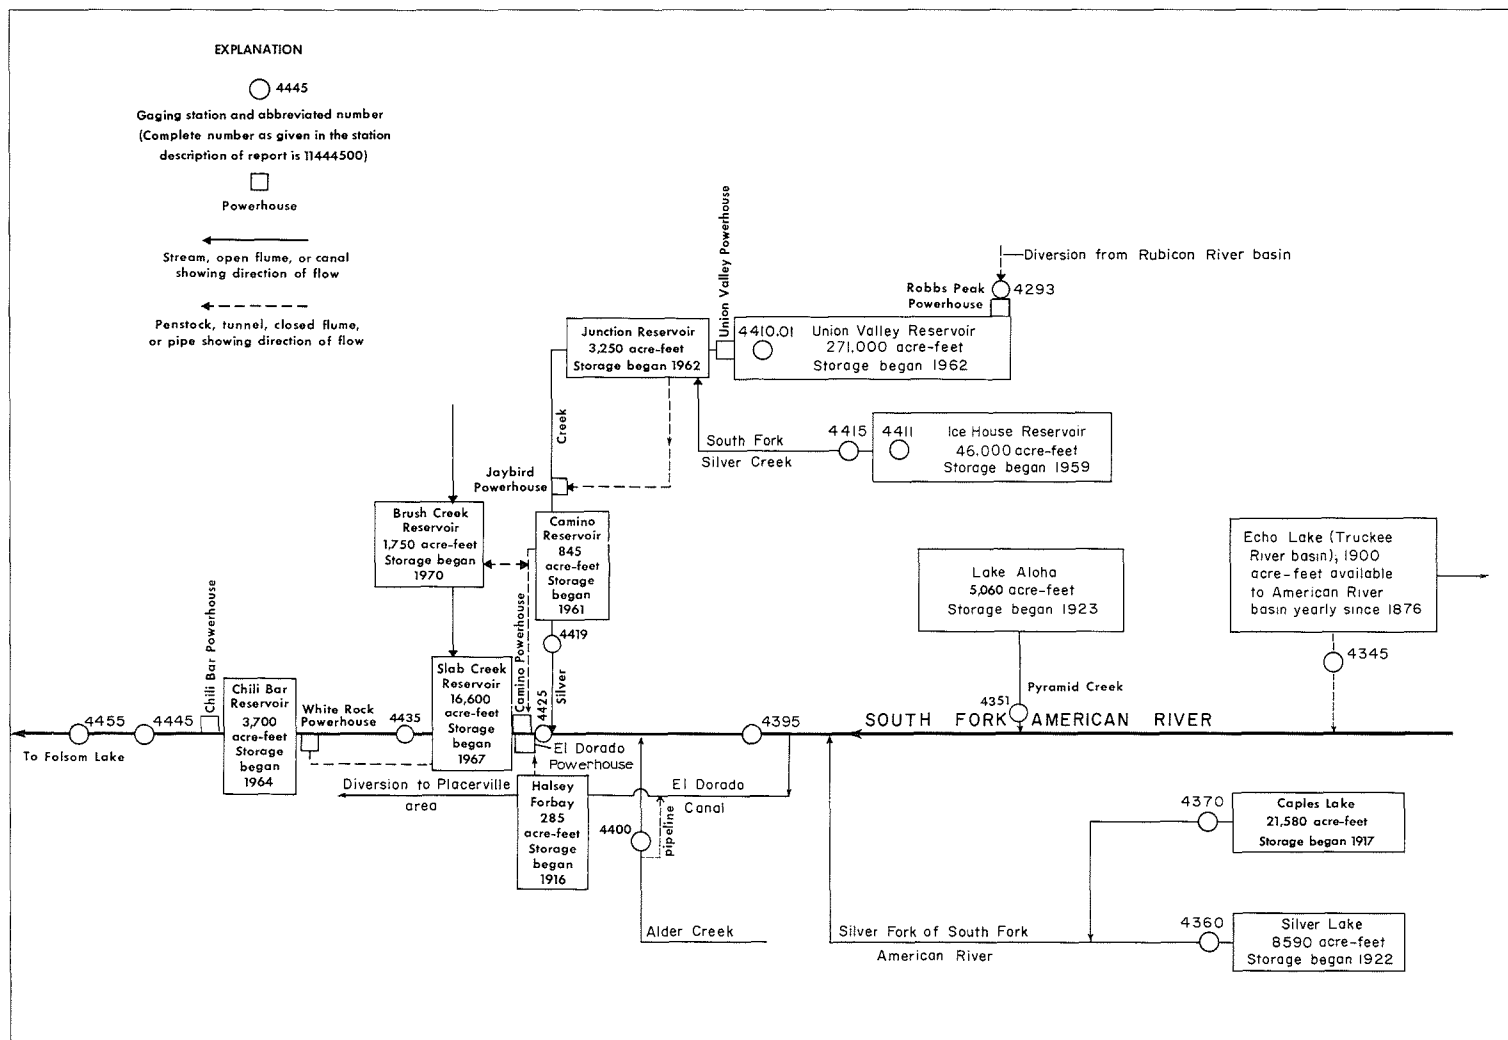 EXPLANATION
4445
Gaging station and abbreviated number
(Complete number as given in the station
description of report is 11444500)
Powerhouse
Stream, open flume, or canal
showing direction of flow
Penstock, tunnel, closed flume,
or pipe showing direction of flow
Union Valley Powerhouse
Diversion from Rubicon River basin
Robbs Peak
Powerhouse
4293
Junction Reservoir
3,250 acre-feet
Storage began 1962
4410.01
Union Valley Reservoir
271,000 acre-feet
Storage began 1962
Creek
South Fork
Silver Creek
4415
4411
Ice House Reservoir
46,000 acre-feet
Storage began 1959
Jaybird
Powerhouse
Brush Creek
Reservoir
1,750 acre-feet
Storage began
1970
Camino
Reservoir
845
acre-feet
Storage
began
1961
Lake Aloha
5,060 acre-feet
Storage began 1923
Echo Lake (Truckee
River basin); 1900
acre-feet available
to American River
basin yearly since 1876
4419
4345
Chili Bar Powerhouse
Camino Powerhouse
Silver
4425
Pyramid Creek
4351
Slab Creek
Reservoir
16,600
acre-feet
Storage
began
1967
Chili Bar
Reservoir
3,700
acre-feet
Storage
began
1964
White Rock
Powerhouse
4455
4445
4435
4395
SOUTH FORK AMERICAN RIVER
To Folsom Lake
El Dorado
Powerhouse
Diversion to Placerville
area
Halsey
Forbay
285
acre-feet
Storage
began
1916
El Dorado
Canal
4400
pipeline
4370
Caples Lake
21,580 acre-feet
Storage began 1917
Alder Creek
Silver Fork of South Fork
American River
4360
Silver Lake
8590 acre-feet
Storage began 1922